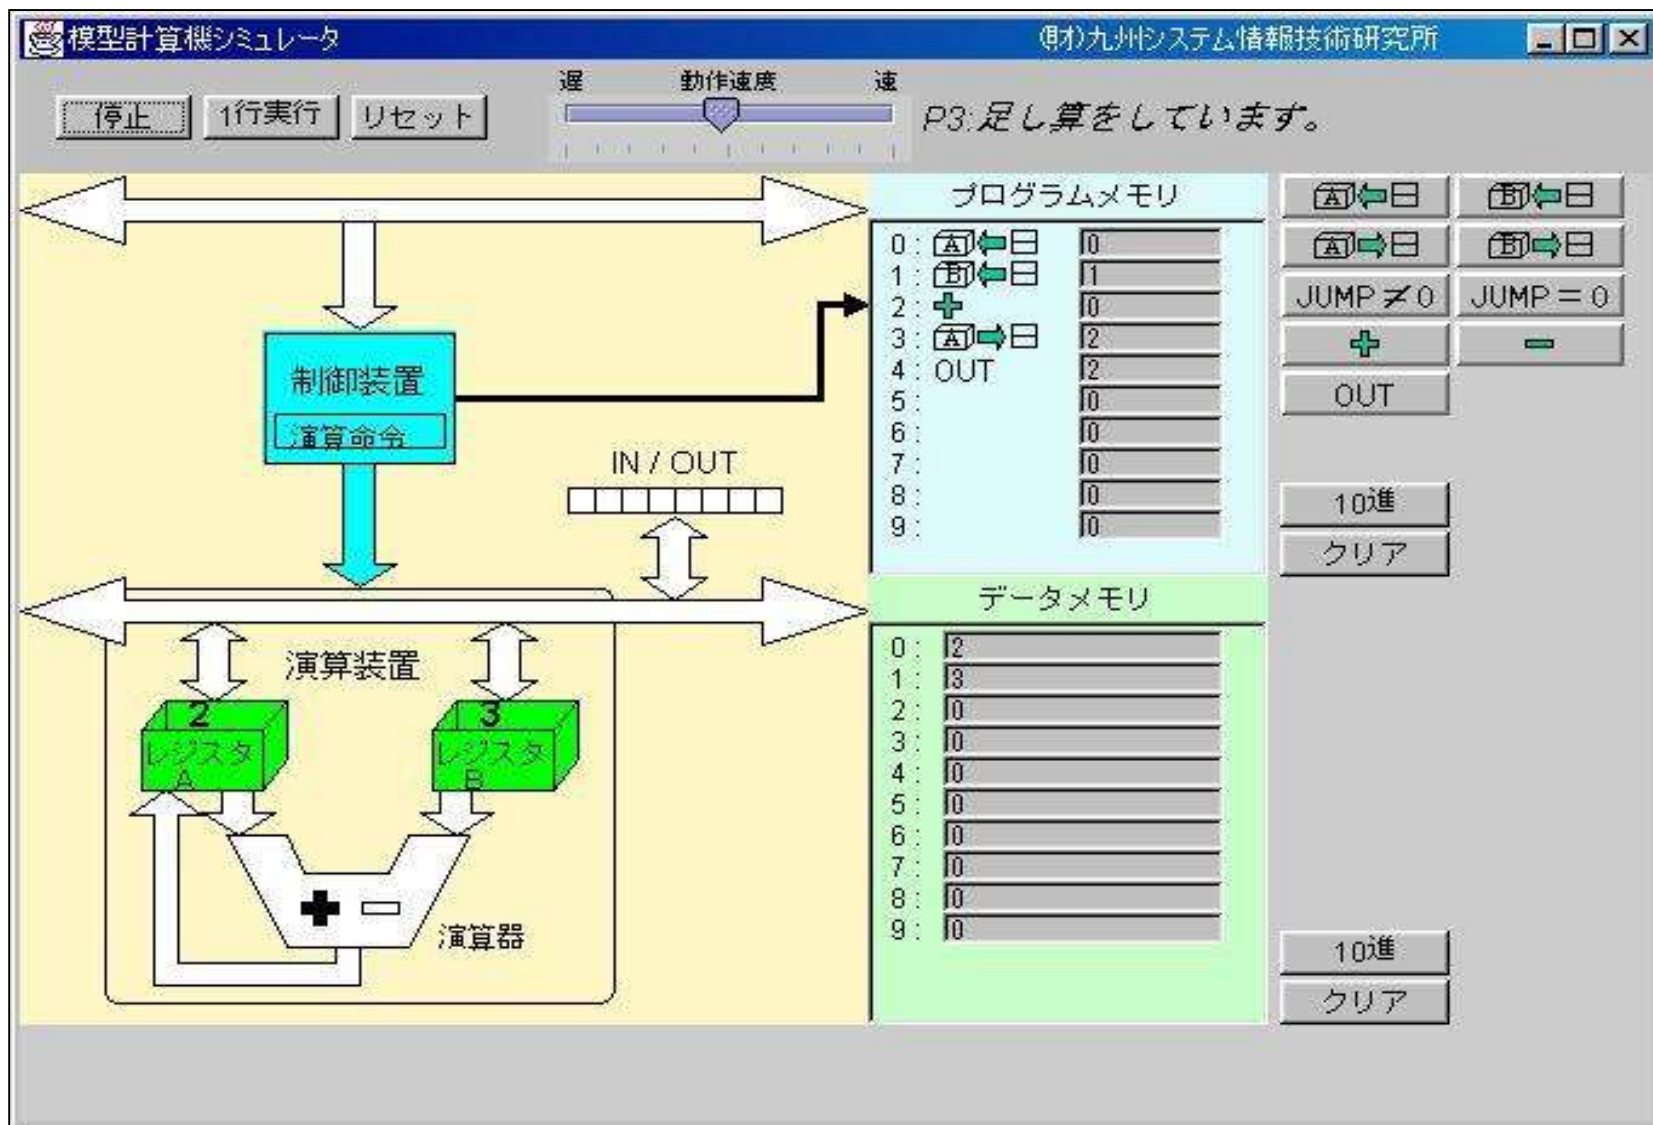 模型計算機シミュレータ ㈶九州システム情報技術研究所
停止 1行実行 リセット
遅 動作速度 速
P3:足し算をしています。
制御装置
演算命令
IN / OUT
演算装置
2
レジスタ
A
3
レジスタ
B
演算器
プログラムメモリ
0: A 0
1: B 1
2: 0
3: A 2
4: OUT 2
5: 0
6: 0
7: 0
8: 0
9: 0
A B
A B
JUMP≠0 JUMP=0
+ -
OUT
10進
クリア
データメモリ
0: 2
1: 3
2: 0
3: 0
4: 0
5: 0
6: 0
7: 0
8: 0
9: 0
10進
クリア